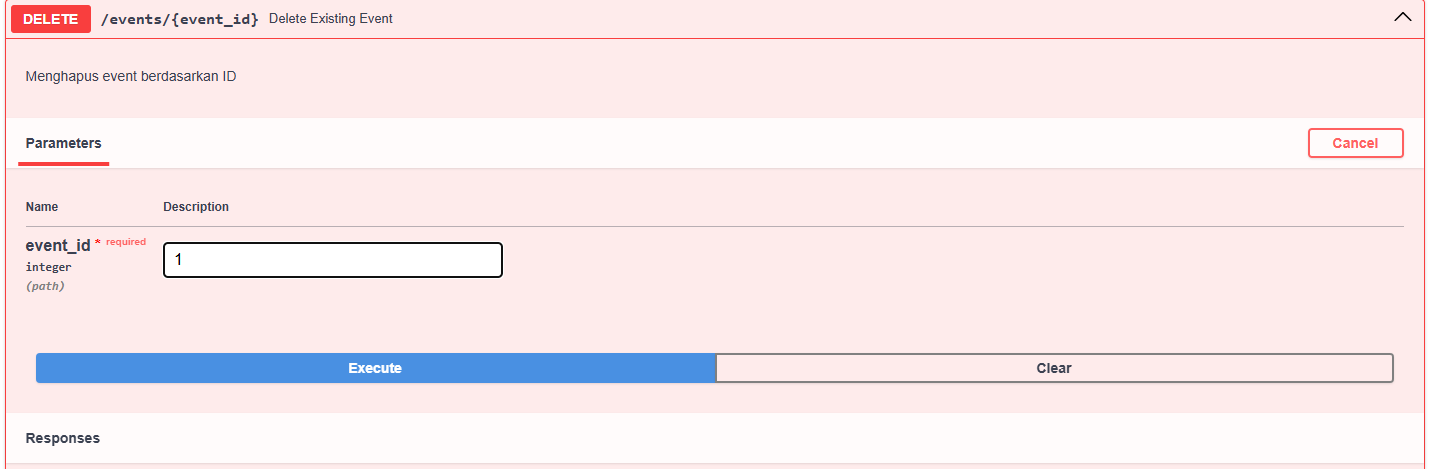 DELETE /events/{event_id} Delete Existing Event
Menghapus event berdasarkan ID
Parameters Cancel
Name Description
event_id * required
integer
(path)
1
Execute Clear
Responses